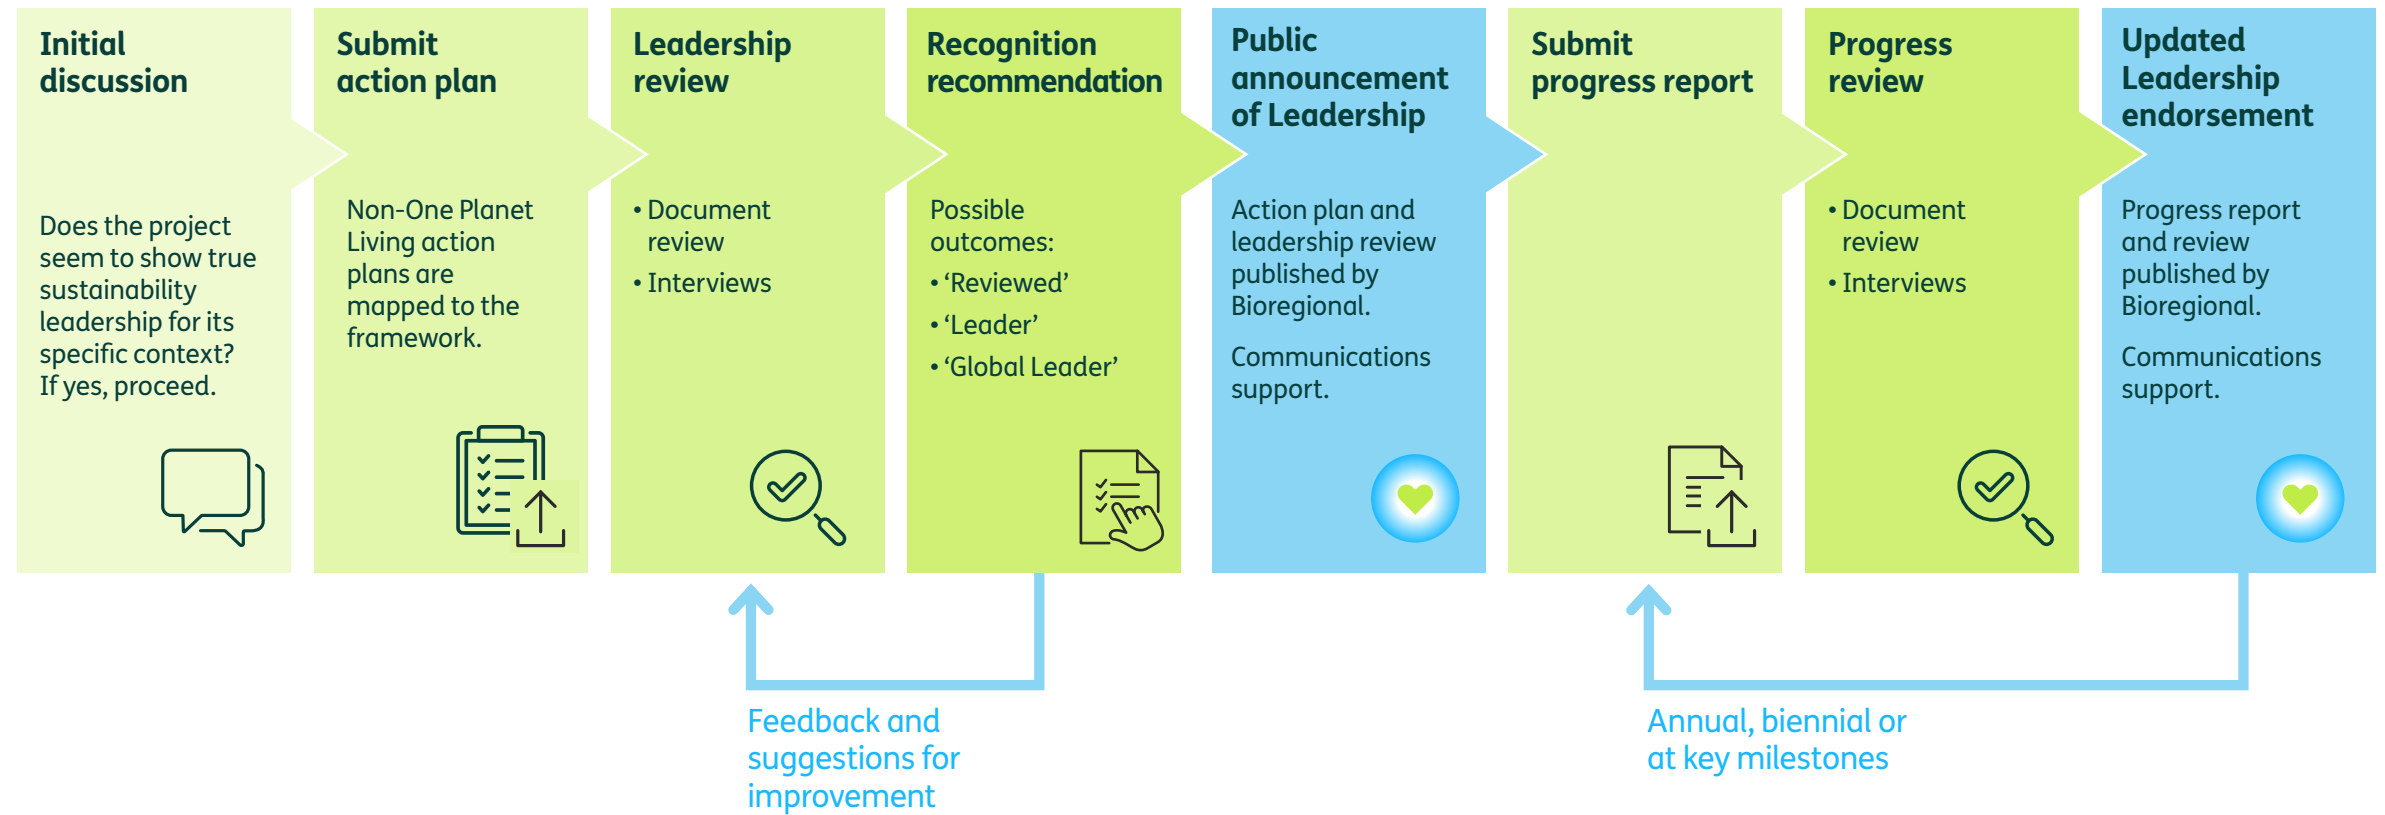 Initial
discussion
Does the project
seem to show true
sustainability
leadership for its
specific context?
If yes, proceed.
Submit
action plan
Non-One Planet
Living action
plans are
mapped to the
framework.
Leadership
review
• Document
review
• Interviews
Recognition
recommendation
Possible
outcomes:
• ‘Reviewed’
• ‘Leader’
• ‘Global Leader’
Public
announcement
of Leadership
Action plan and
leadership review
published by
Bioregional.
Communications
support.
Submit
progress report
Progress
review
• Document
review
• Interviews
Updated
Leadership
endorsement
Progress report
and review
published by
Bioregional.
Communications
support.
Feedback and
suggestions for
improvement
Annual, biennial or
at key milestones